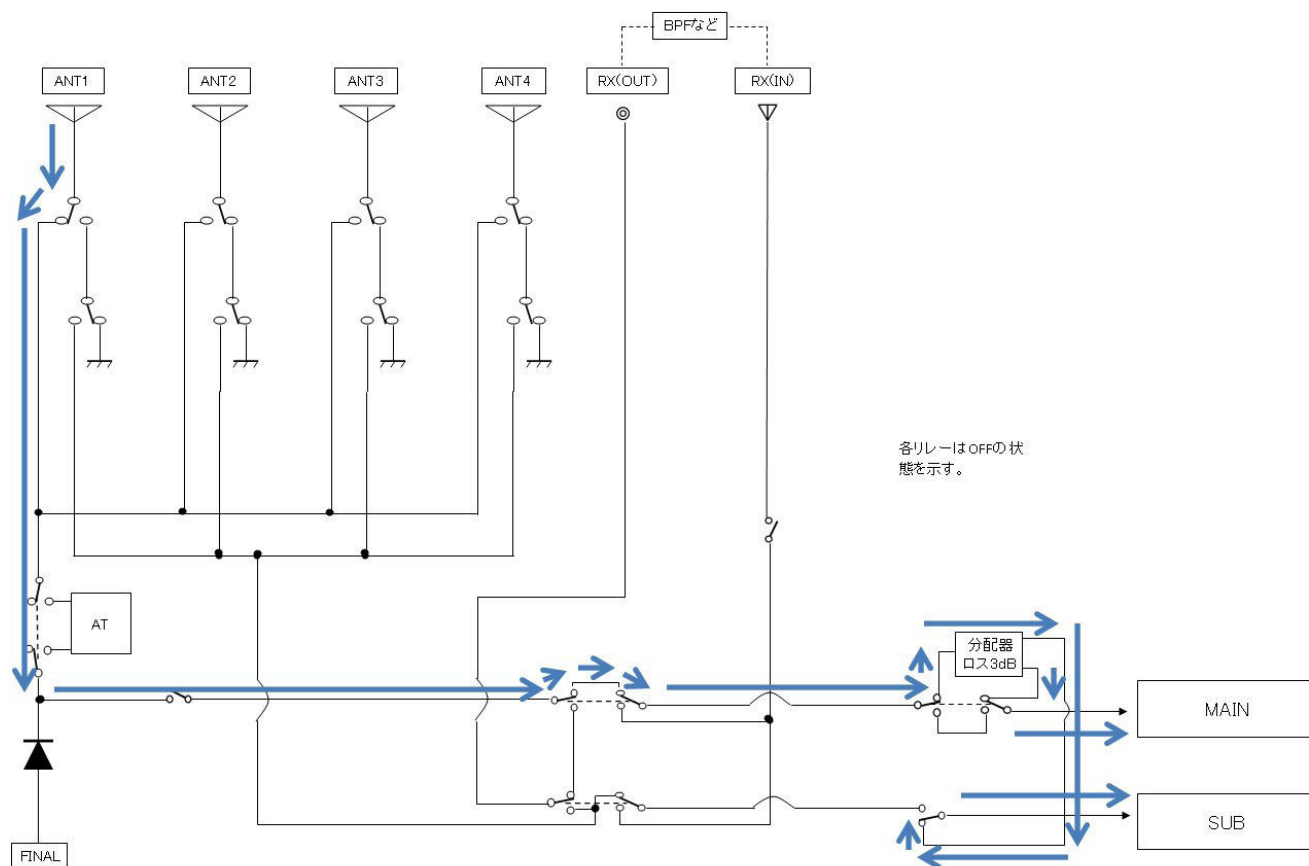 BPFなど
ANT1
ANT2
ANT3
ANT4
RX(OUT)
RX(IN)
各リレーはOFFの状
態を示す。
AT
分配器
ロス3dB
MAIN
SUB
FINAL